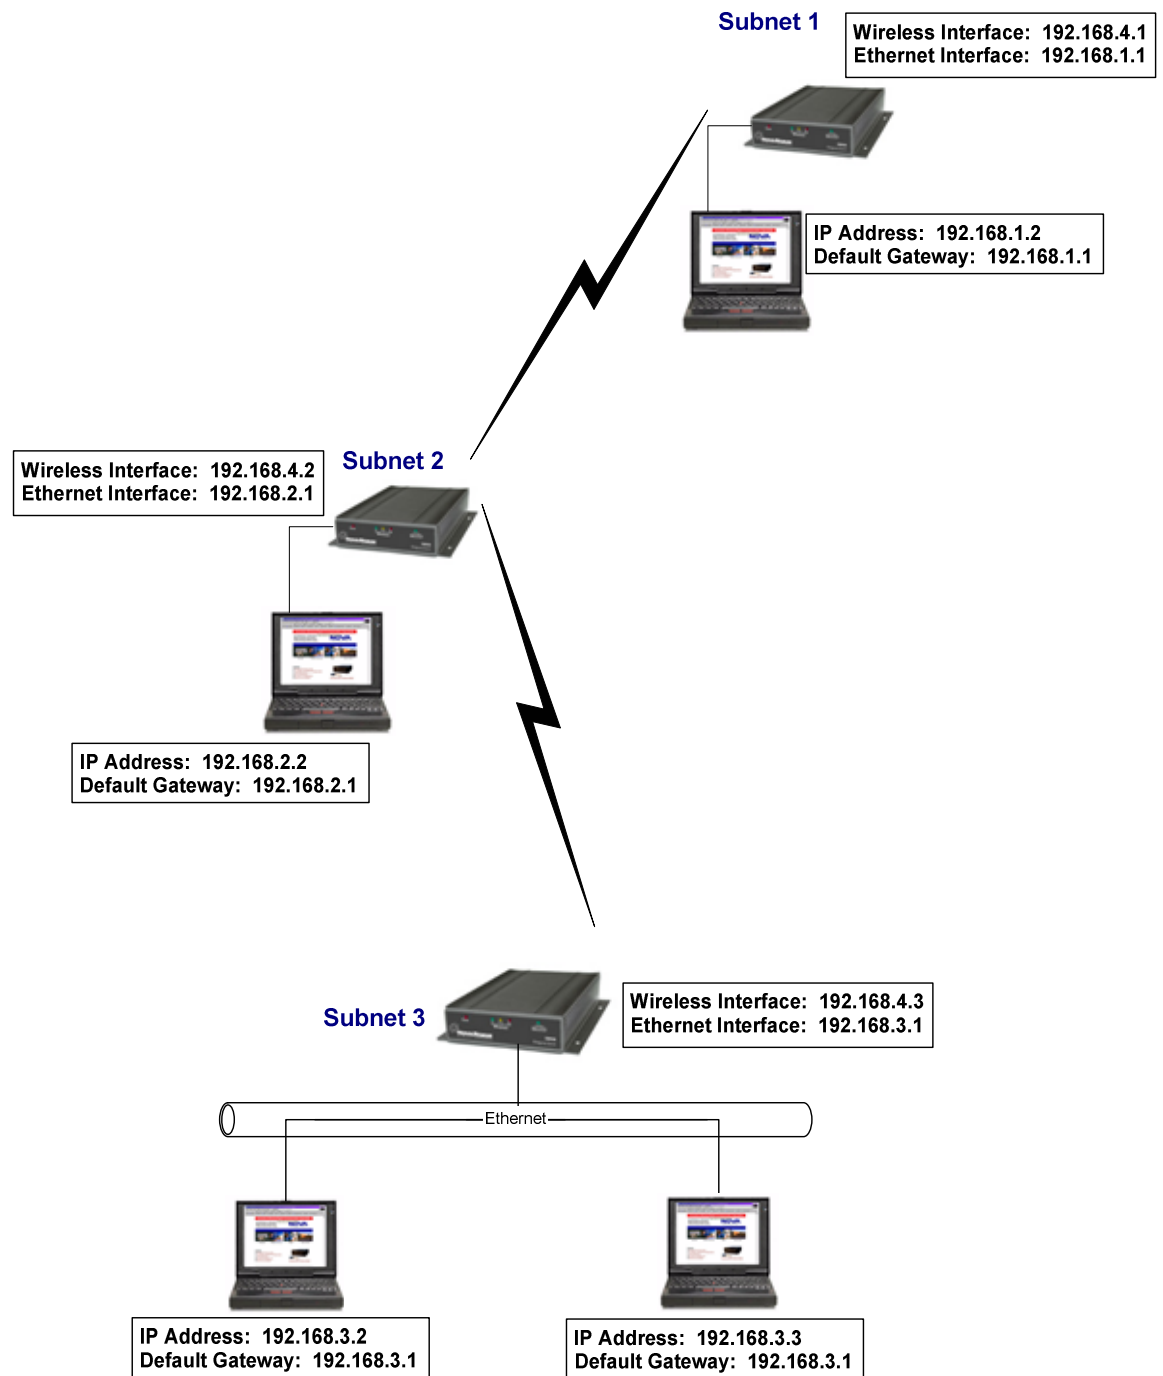 Subnet 1
Wireless Interface: 192.168.4.1
Ethernet Interface: 192.168.1.1
IP Address: 192.168.1.2
Default Gateway: 192.168.1.1
Subnet 2
Wireless Interface: 192.168.4.2
Ethernet Interface: 192.168.2.1
NOVA
NOVA
IP Address: 192.168.2.2
Default Gateway: 192.168.2.1
Subnet 3
Wireless Interface: 192.168.4.3
Ethernet Interface: 192.168.3.1
Ethernet
NOVA
NOVA
IP Address: 192.168.3.2
Default Gateway: 192.168.3.1
IP Address: 192.168.3.3
Default Gateway: 192.168.3.1